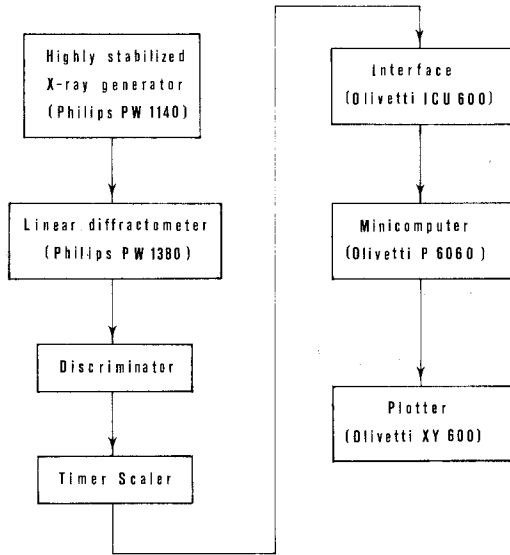 Highly stabilized
X-ray generator
(Philips PW 1140)
Linear diffractometer
(Philips PW 1380)
Discriminator
Timer Scaler
Interface
(Olivetti ICU 600)
Minicomputer
(Olivetti P 6060)
Plotter
(Olivetti XY 600)